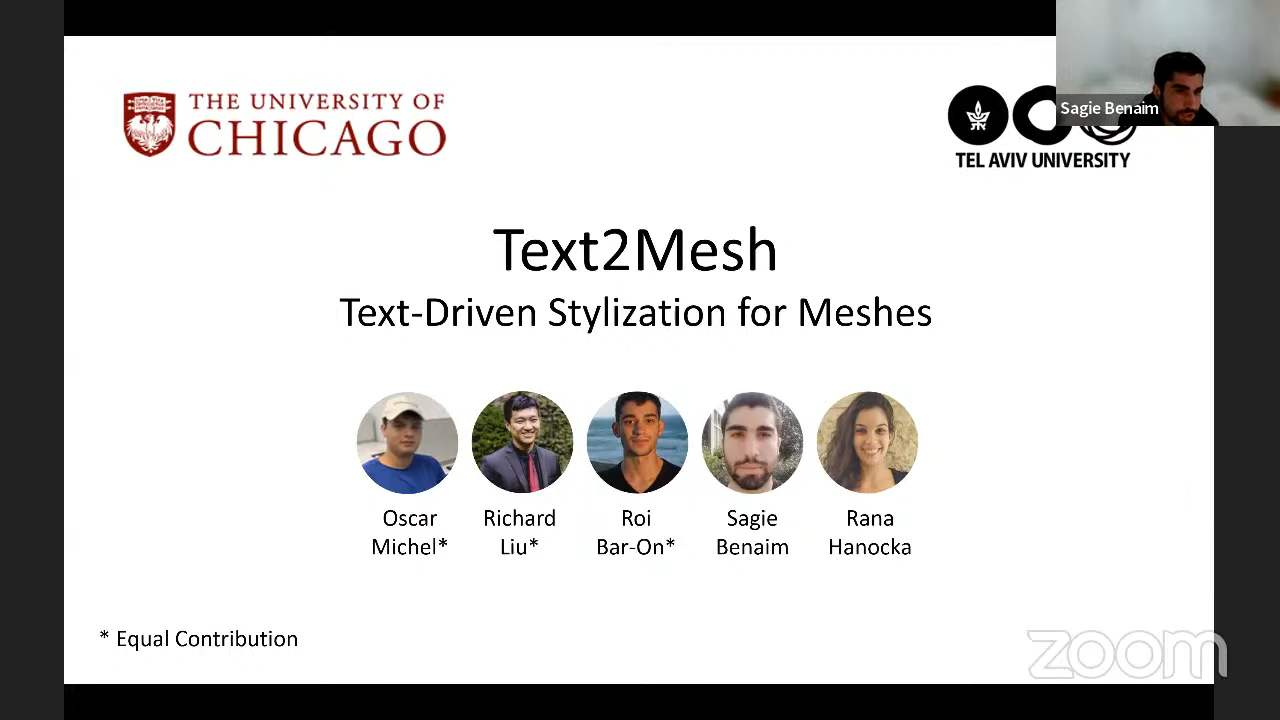 THE UNIVERSITY OF
CHICAGO
Sagie Benaim
TEL AVIV UNIVERSITY
Text2Mesh
Text-Driven Stylization for Meshes
Oscar
Michel*
Richard
Liu*
Roi
Bar-On*
Sagie
Benaim
Rana
Hanocka
* Equal Contribution
zoom